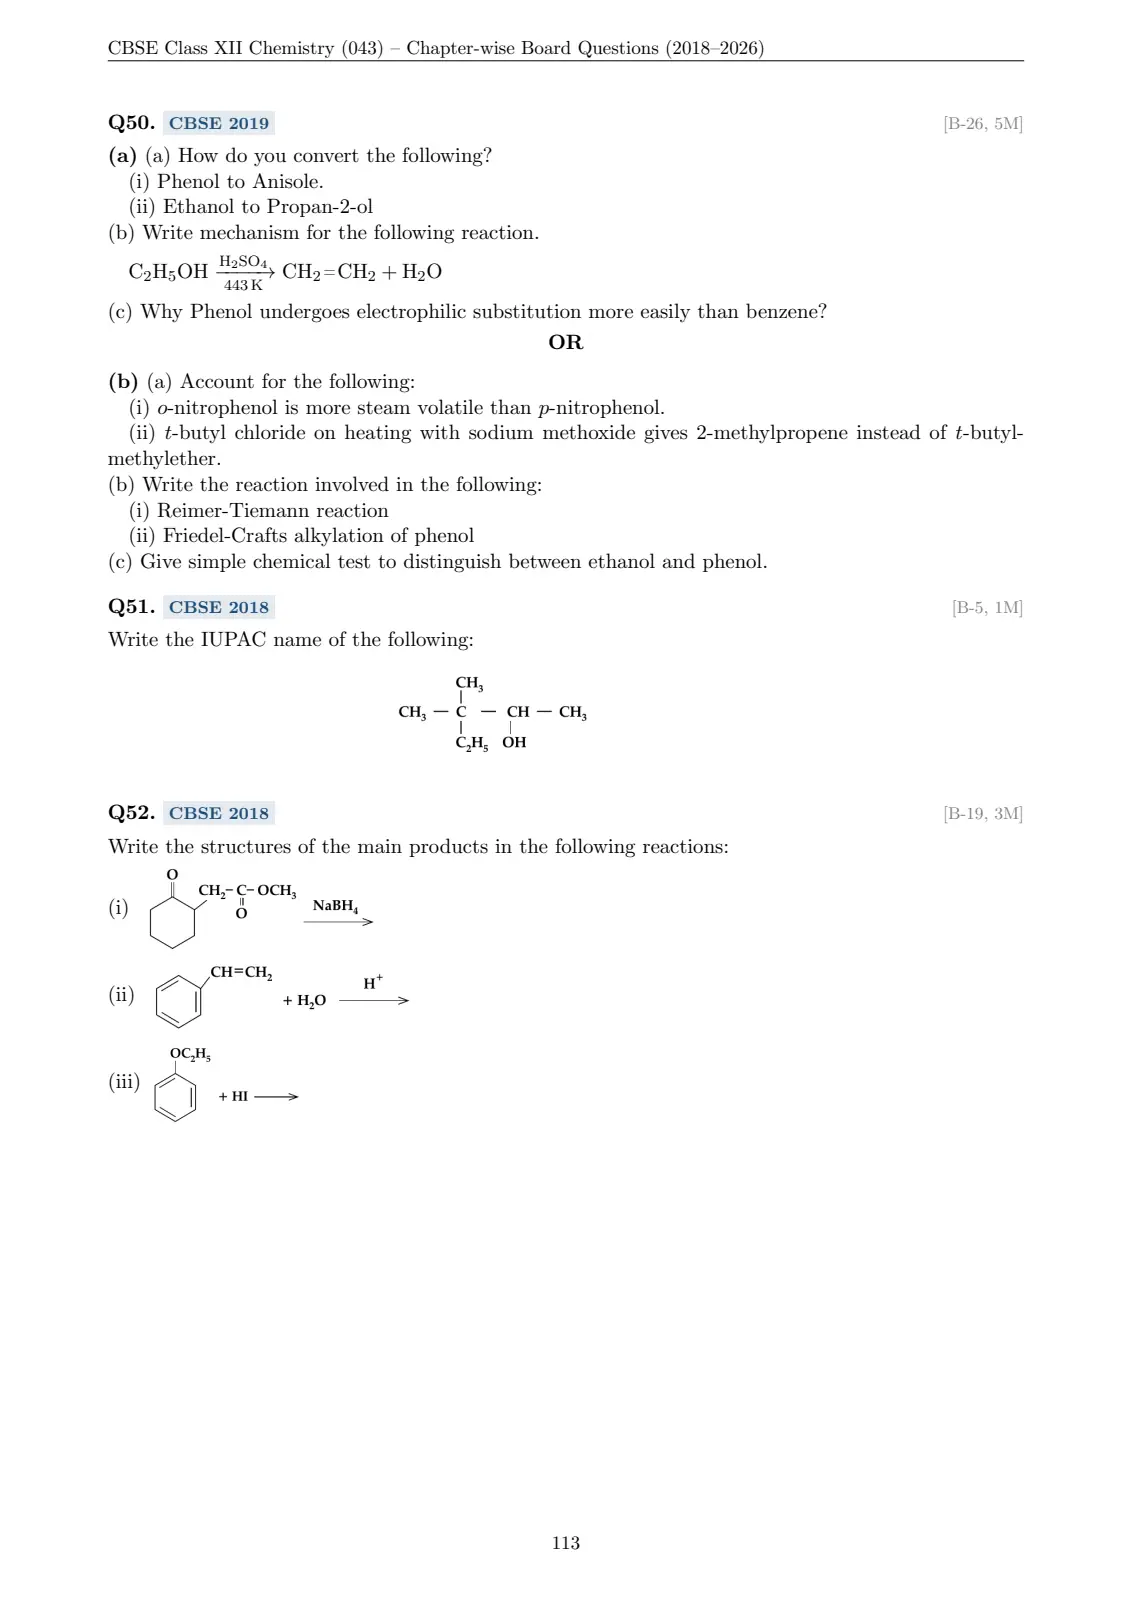 CBSE Class XII Chemistry (043) – Chapter-wise Board Questions (2018–2026)
Q50. CBSE 2019 [B-26, 5M]
(a) (a) How do you convert the following?
(i) Phenol to Anisole.
(ii) Ethanol to Propan-2-ol
(b) Write mechanism for the following reaction.
C₂H₅OH —H₂SO₄/443 K→ CH₂=CH₂ + H₂O
(c) Why Phenol undergoes electrophilic substitution more easily than benzene?
OR
(b) (a) Account for the following:
(i) o-nitrophenol is more steam volatile than p-nitrophenol.
(ii) t-butyl chloride on heating with sodium methoxide gives 2-methylpropene instead of t-butyl-
methylether.
(b) Write the reaction involved in the following:
(i) Reimer-Tiemann reaction
(ii) Friedel-Crafts alkylation of phenol
(c) Give simple chemical test to distinguish between ethanol and phenol.
Q51. CBSE 2018 [B-5, 1M]
Write the IUPAC name of the following:
CH₃
CH₃ — C — CH — CH₃
C₂H₅ OH
Q52. CBSE 2018 [B-19, 3M]
Write the structures of the main products in the following reactions:
O
(i) CH₂–C–OCH₃ NaBH₄
O
(ii) CH=CH₂ + H₂O H⁺
OC₂H₅
(iii) + HI
113